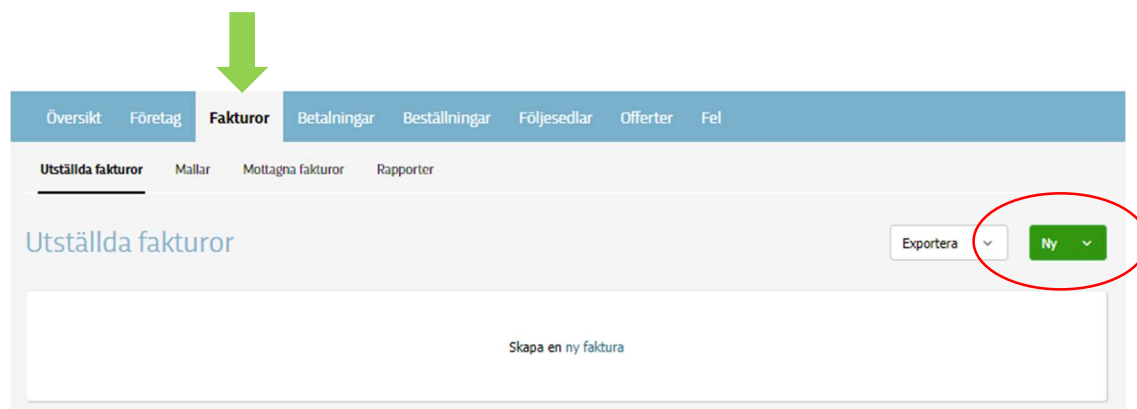 Översikt Företag Fakturor Betalningar Beställningar Följesedlar Offerter Fel
Utställda fakturor Mallar Mottagna fakturor Rapporter
Utställda fakturor Exportera Ny
Skapa en ny faktura